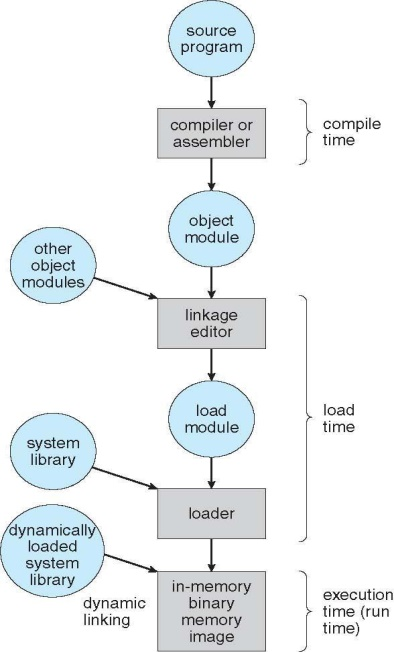 source
program
compiler or
assembler
compile
time
object
module
other
object
modules
linkage
editor
load
module
load
time
system
library
loader
dynamically
loaded
system
library
dynamic
linking
in-memory
binary
memory
image
execution
time (run
time)